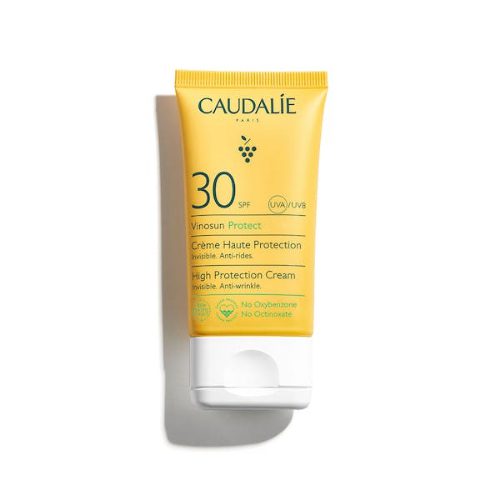 CAUDALÍE
PARIS
30 SPF UVA/UVB
Vinosun Protect
Crème Haute Protection
Invisible. Anti-rides.
High Protection Cream
Invisible. Anti-wrinkle.
No Oxybenzone
No Octinoxate